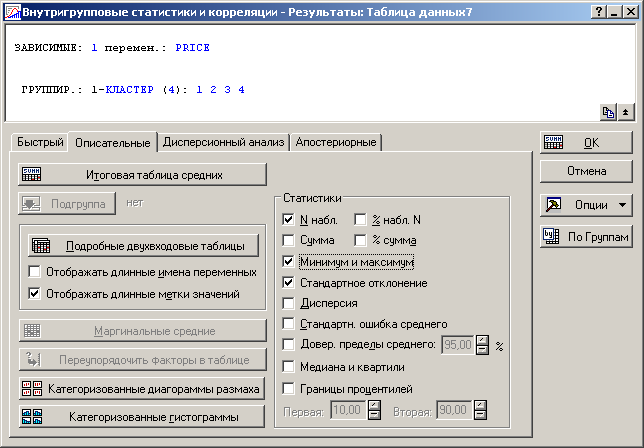 Внутригрупповые статистики и корреляции - Результаты: Таблица данных7
ЗАВИСИМЫЕ: 1 перемен.: PRICE
ГРУППИР.: 1-КЛАСТЕР (4): 1 2 3 4
Быстрый Описательные Дисперсионный анализ Апостериорные
Итоговая таблица средних
Подгруппа нет
Подробные двухвходовые таблицы
Отображать длинные имена переменных
Отображать длинные метки значений
Маргинальные средние
Переупорядочить факторы в таблице
Категоризованные диаграммы размаха
Категоризованные гистограммы
Статистики
N набл. % набл. N
Сумма % сумма
Минимум и максимум
Стандартное отклонение
Дисперсия
Стандартн. ошибка среднего
Довер. пределы среднего: 95,00 %
Медиана и квартили
Границы процентилей
Первая: 10,00 Вторая: 90,00
SUMM OK
Отмена
Опции
By По Группам